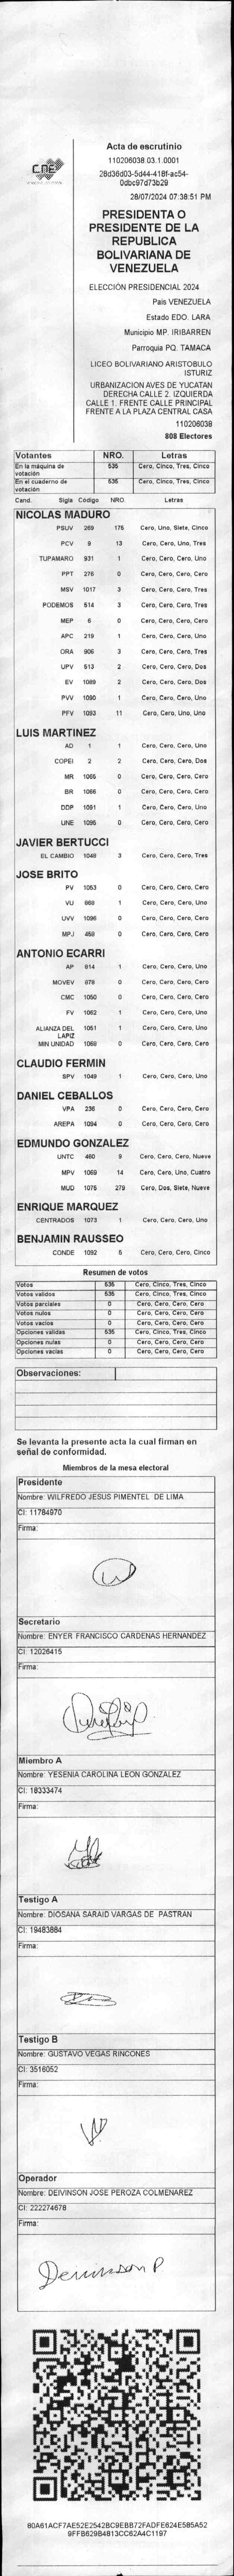 CNE
Acta de escrutinio
110206038.03.1.0001
28d36d03-5d44-418f-ac54-
0dbc97d73b29
28/07/2024 07:38:51 PM
PRESIDENTA O
PRESIDENTE DE LA
REPUBLICA
BOLIVARIANA DE
VENEZUELA
ELECCIÓN PRESIDENCIAL 2024
País VENEZUELA
Estado EDO. LARA
Municipio MP. IRIBARREN
Parroquia PQ. TAMACA
LICEO BOLIVARIANO ARISTOBULO
ISTURIZ
URBANIZACION AVES DE YUCATAN
DERECHA CALLE 2. IZQUIERDA
CALLE 1. FRENTE CALLE PRINCIPAL
FRENTE A LA PLAZA CENTRAL CASA
110206038
808 Electores
Votantes NRO. Letras
En la máquina de votación 535 Cero, Cinco, Tres, Cinco
En el cuaderno de votación 535 Cero, Cinco, Tres, Cinco
Cand. Sigla Código NRO. Letras
NICOLAS MADURO
PSUV 269 175 Cero, Uno, Siete, Cinco
PCV 9 13 Cero, Cero, Uno, Tres
TUPAMARO 931 1 Cero, Cero, Cero, Uno
PPT 276 0 Cero, Cero, Cero, Cero
MSV 1017 3 Cero, Cero, Cero, Tres
PODEMOS 514 3 Cero, Cero, Cero, Tres
MEP 6 0 Cero, Cero, Cero, Cero
APC 219 1 Cero, Cero, Cero, Uno
ORA 906 3 Cero, Cero, Cero, Tres
UPV 513 2 Cero, Cero, Cero, Dos
EV 1089 2 Cero, Cero, Cero, Dos
PVV 1090 1 Cero, Cero, Cero, Uno
PFV 1093 11 Cero, Cero, Uno, Uno
LUIS MARTINEZ
AD 1 1 Cero, Cero, Cero, Uno
COPEI 2 2 Cero, Cero, Cero, Dos
MR 1065 0 Cero, Cero, Cero, Cero
BR 1066 0 Cero, Cero, Cero, Cero
DDP 1091 1 Cero, Cero, Cero, Uno
UNE 1095 0 Cero, Cero, Cero, Cero
JAVIER BERTUCCI
EL CAMBIO 1048 3 Cero, Cero, Cero, Tres
JOSE BRITO
PV 1053 0 Cero, Cero, Cero, Cero
VU 868 1 Cero, Cero, Cero, Uno
UVV 1096 0 Cero, Cero, Cero, Cero
MPJ 459 0 Cero, Cero, Cero, Cero
ANTONIO ECARRI
AP 814 1 Cero, Cero, Cero, Uno
MOVEV 878 0 Cero, Cero, Cero, Cero
CMC 1050 0 Cero, Cero, Cero, Cero
FV 1062 1 Cero, Cero, Cero, Uno
ALIANZA DEL LAPIZ 1051 1 Cero, Cero, Cero, Uno
MIN UNIDAD 1068 0 Cero, Cero, Cero, Cero
CLAUDIO FERMIN
SPV 1049 1 Cero, Cero, Cero, Uno
DANIEL CEBALLOS
VPA 236 0 Cero, Cero, Cero, Cero
AREPA 1094 0 Cero, Cero, Cero, Cero
EDMUNDO GONZALEZ
UNTC 460 9 Cero, Cero, Cero, Nueve
MPV 1069 14 Cero, Cero, Uno, Cuatro
MUD 1075 279 Cero, Dos, Siete, Nueve
ENRIQUE MARQUEZ
CENTRADOS 1073 1 Cero, Cero, Cero, Uno
BENJAMIN RAUSSEO
CONDE 1092 5 Cero, Cero, Cero, Cinco
Resumen de votos
Votos 535 Cero, Cinco, Tres, Cinco
Votos validos 535 Cero, Cinco, Tres, Cinco
Votos parciales 0 Cero, Cero, Cero, Cero
Votos nulos 0 Cero, Cero, Cero, Cero
Votos vacios 0 Cero, Cero, Cero, Cero
Opciones validas 535 Cero, Cinco, Tres, Cinco
Opciones nulas 0 Cero, Cero, Cero, Cero
Opciones vacias 0 Cero, Cero, Cero, Cero
Observaciones:
Se levanta la presente acta la cual firman en
señal de conformidad.
Miembros de la mesa electoral
Presidente
Nombre: WILFREDO JESUS PIMENTEL DE LIMA
CI: 11784970
Firma:
Secretario
Nombre: ENYER FRANCISCO CARDENAS HERNANDEZ
CI: 12026415
Firma:
Miembro A
Nombre: YESENIA CAROLINA LEON GONZALEZ
CI: 18333474
Firma:
Testigo A
Nombre: DIOSANA SARAID VARGAS DE PASTRAN
CI: 19483884
Firma:
Testigo B
Nombre: GUSTAVO VEGAS RINCONES
CI: 3516052
Firma:
Operador
Nombre: DEIVINSON JOSE PEROZA COLMENAREZ
CI: 222274678
Firma:
Deivinson P
80A61ACF7AE52E2542BC9EBB72FADFE624E585A52
9FFB629B4813CC62A4C1197